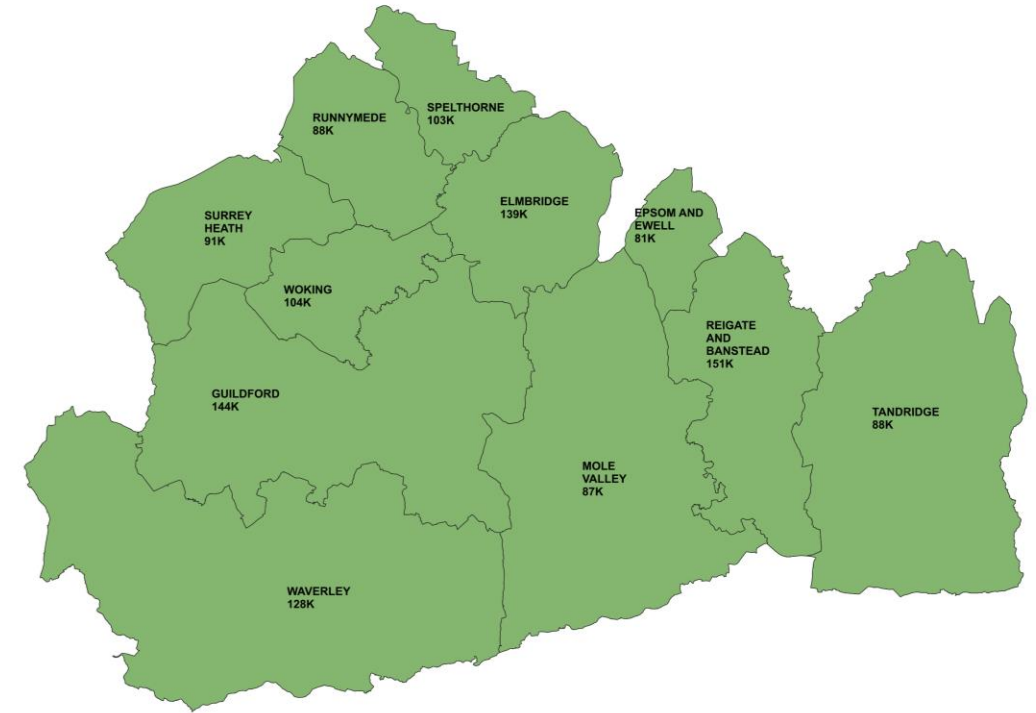 SPELTHORNE
103K
RUNNYMEDE
88K
ELMBRIDGE
139K
EPSOM AND
EWELL
81K
SURREY
HEATH
91K
WOKING
104K
REIGATE
AND
BANSTEAD
151K
GUILDFORD
144K
TANDRIDGE
88K
MOLE
VALLEY
87K
WAVERLEY
128K